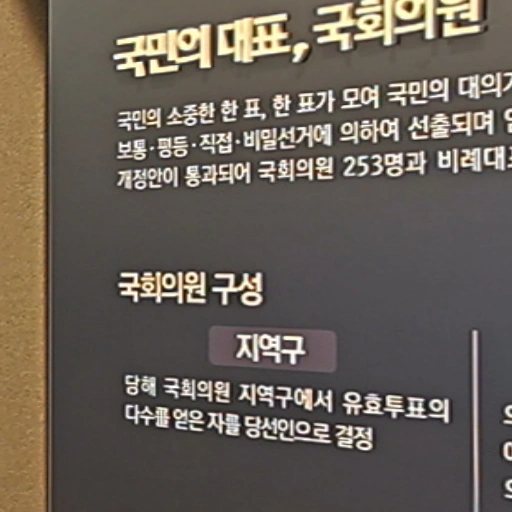 국민의 대표, 국회의원
국민의 소중한 한 표, 한 표가 모여 국민의 대의기
보통·평등·직접·비밀선거에 의하여 선출되며
개정안이 통과되어 국회의원 253명과 비례대표
국회의원 구성
지역구
당해 국회의원 지역구에서 유효투표의
다수를 얻은 자를 당선인으로 결정